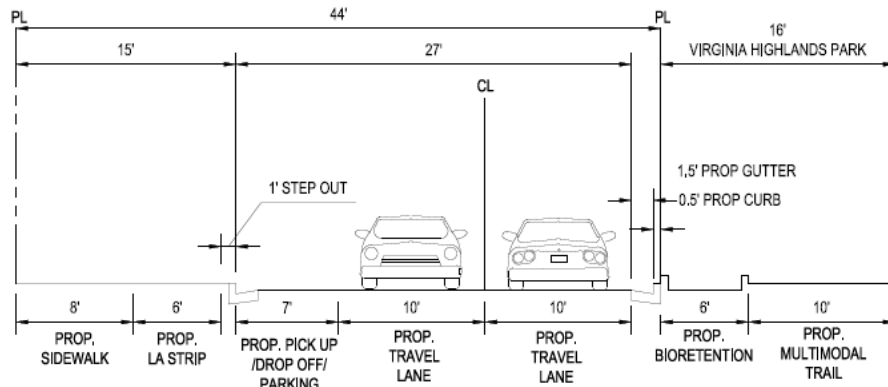 PL 44' PL
15' 27' 16'
VIRGINIA HIGHLANDS PARK
CL
1' STEP OUT
1.5' PROP GUTTER
0.5' PROP CURB
8' 6' 7' 10' 10' 6' 10'
PROP.
SIDEWALK
PROP.
LA STRIP
PROP. PICK UP
/DROP OFF/
PARKING
PROP.
TRAVEL
LANE
PROP.
TRAVEL
LANE
PROP.
BIORETENTION
PROP.
MULTIMODAL
TRAIL